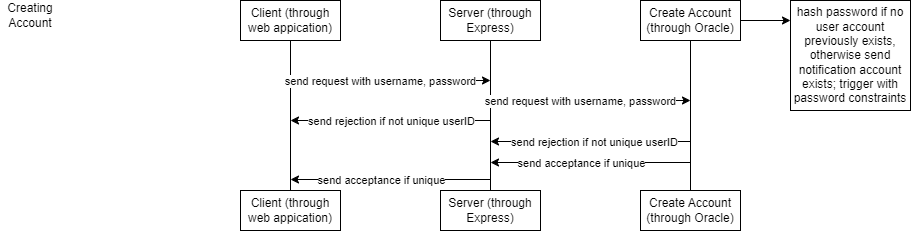 Creating
Account
Client (through
web appication)
Server (through
Express)
Create Account
(through Oracle)
hash password if no
user account
previously exists,
otherwise send
notification account
exists; trigger with
password constraints
send request with username, password
send request with username, password
send rejection if not unique userID
send rejection if not unique userID
send acceptance if unique
send acceptance if unique
Client (through
web appication)
Server (through
Express)
Create Account
(through Oracle)